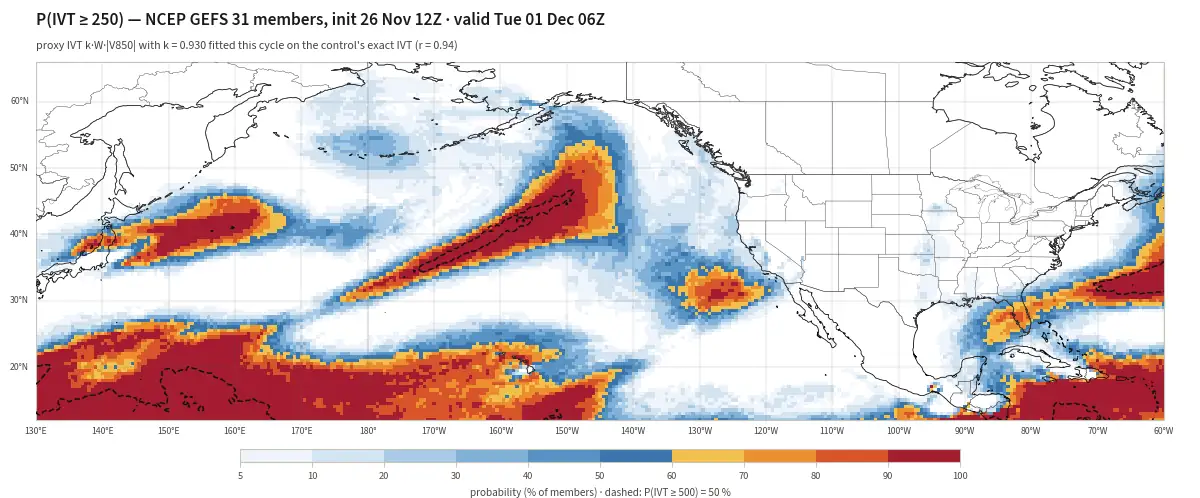 P(IVT ≥ 250) — NCEP GEFS 31 members, init 26 Nov 12Z · valid Tue 01 Dec 06Z
proxy IVT k·W·|V850| with k = 0.930 fitted this cycle on the control's exact IVT (r = 0.94)
60°N
50°N
40°N
30°N
20°N
130°E 140°E 150°E 160°E 170°E 180° 170°W 160°W 150°W 140°W 130°W 120°W 110°W 100°W 90°W 80°W 70°W 60°W
5 10 20 30 40 50 60 70 80 90 100
probability (% of members) · dashed: P(IVT ≥ 500) = 50 %